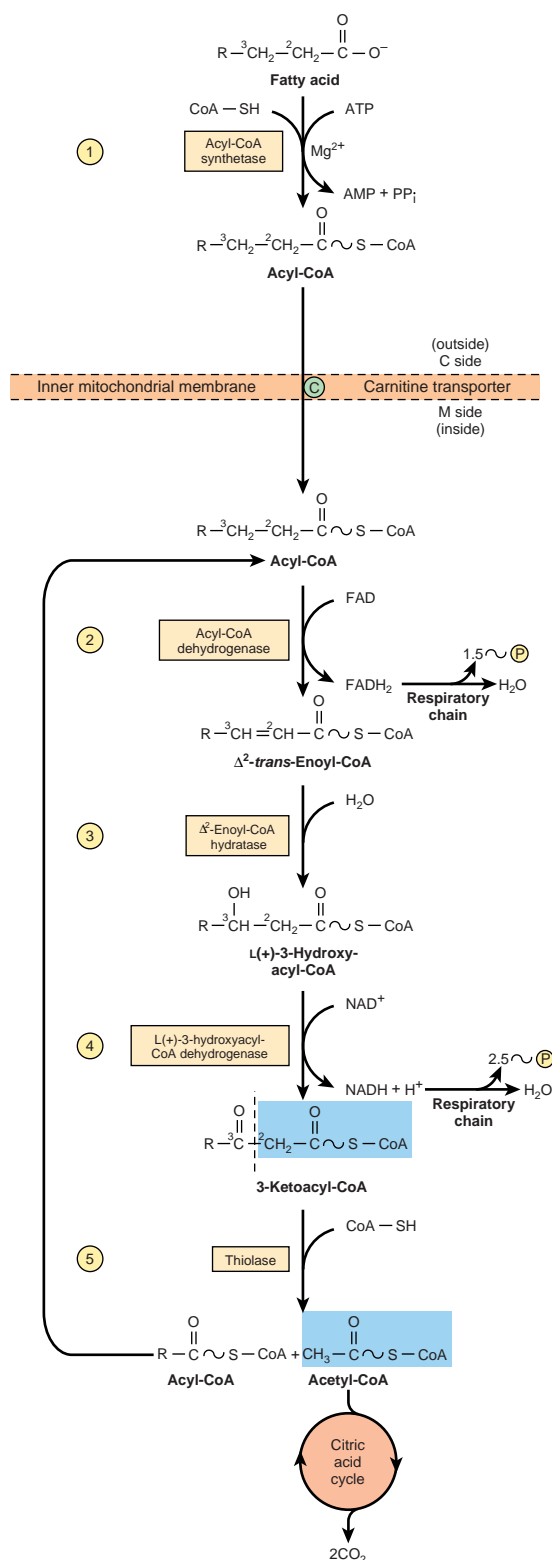 O
R — ³CH₂ — ²CH₂ — C — O⁻
Fatty acid
CoA — SH
ATP
1
Acyl-CoA
synthetase
Mg²⁺
AMP + PPi
O
R — ³CH₂ — ²CH₂ — C ~ S — CoA
Acyl-CoA
(outside)
C side
Inner mitochondrial membrane
C
Carnitine transporter
M side
(inside)
O
R — ³CH₂ — ²CH₂ — C ~ S — CoA
Acyl-CoA
FAD
2
Acyl-CoA
dehydrogenase
1.5 ~ P
FADH₂
H₂O
Respiratory
chain
O
R — ³CH = ²CH — C ~ S — CoA
Δ²-trans-Enoyl-CoA
H₂O
3
Δ²-Enoyl-CoA
hydratase
OH O
R — ³CH — ²CH₂ — C ~ S — CoA
L(+)-3-Hydroxy-
acyl-CoA
NAD⁺
4
L(+)-3-hydroxyacyl-
CoA dehydrogenase
2.5 ~ P
NADH + H⁺
H₂O
Respiratory
chain
O O
R — ³C — ²CH₂ — C ~ S — CoA
3-Ketoacyl-CoA
CoA — SH
5
Thiolase
O O
R — C ~ S — CoA + CH₃ — C ~ S — CoA
Acyl-CoA Acetyl-CoA
Citric
acid
cycle
2CO₂